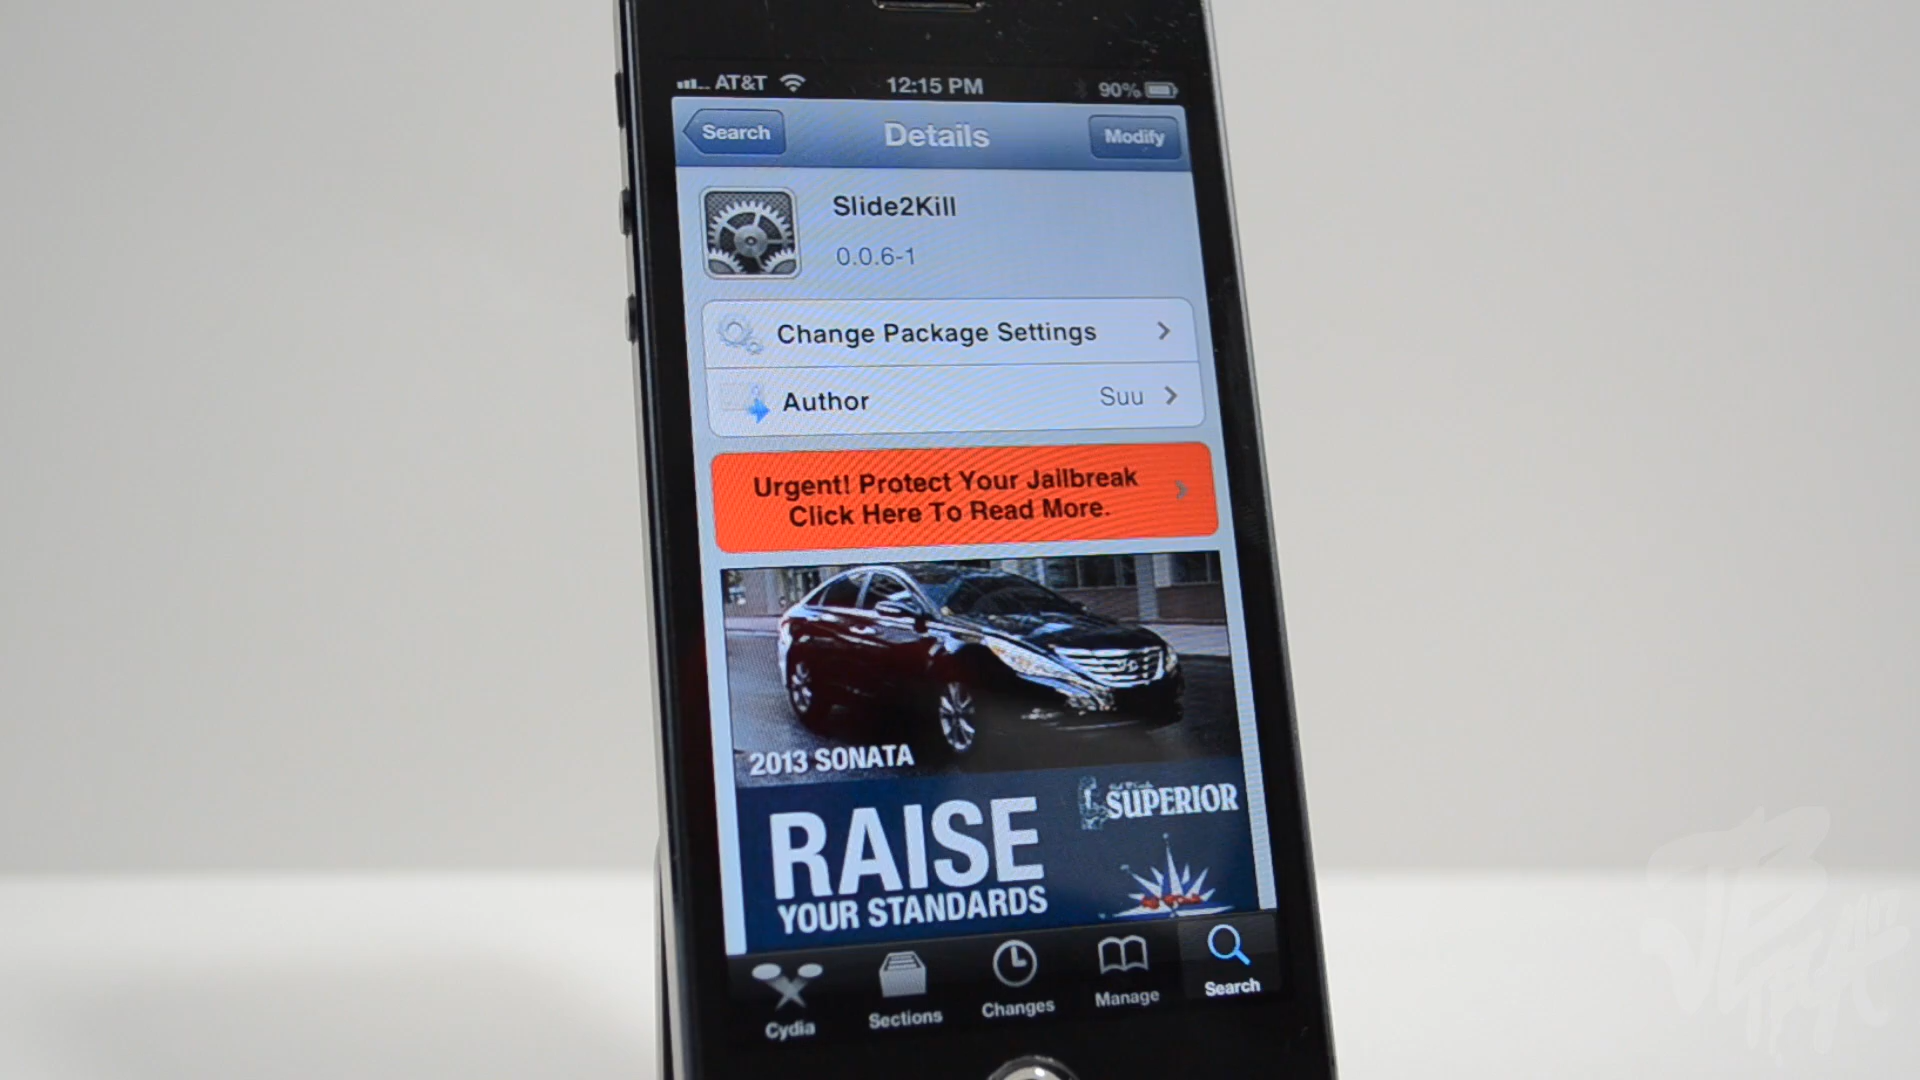 AT&T 12:15 PM 90%
Search Details Modify
Slide2Kill
0.0.6-1
Change Package Settings
Author Suu
Urgent! Protect Your Jailbreak
Click Here To Read More.
2013 SONATA
SUPERIOR
RAISE
YOUR STANDARDS
Cydia Sections Changes Manage Search